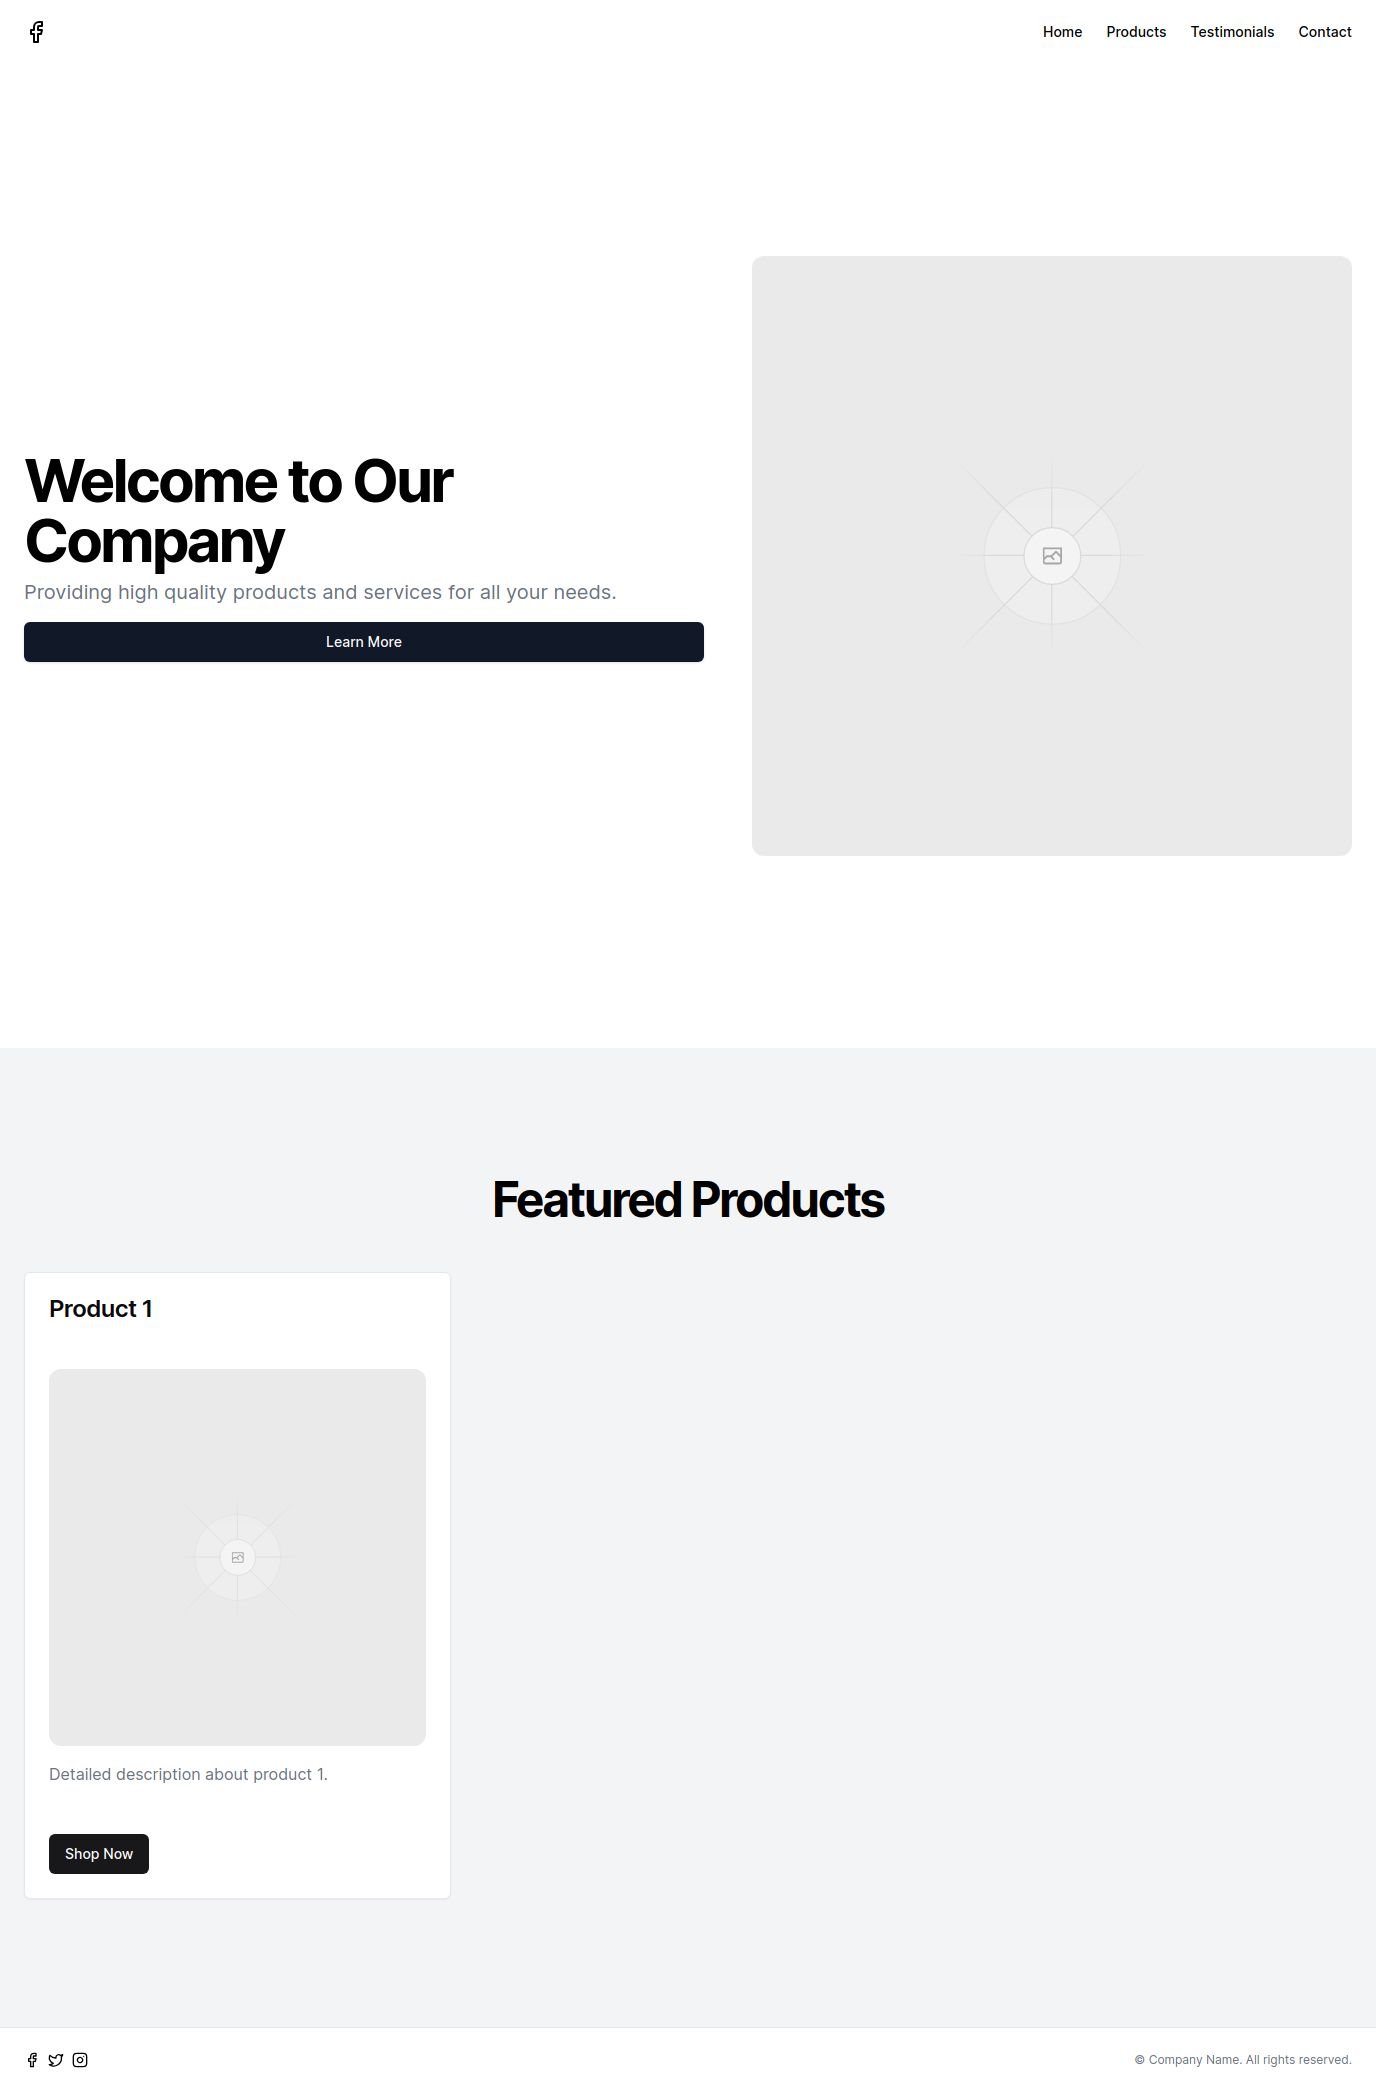 Home Products Testimonials Contact
Welcome to Our
Company
Providing high quality products and services for all your needs.
Learn More
Featured Products
Product 1
Detailed description about product 1.
Shop Now
© Company Name. All rights reserved.